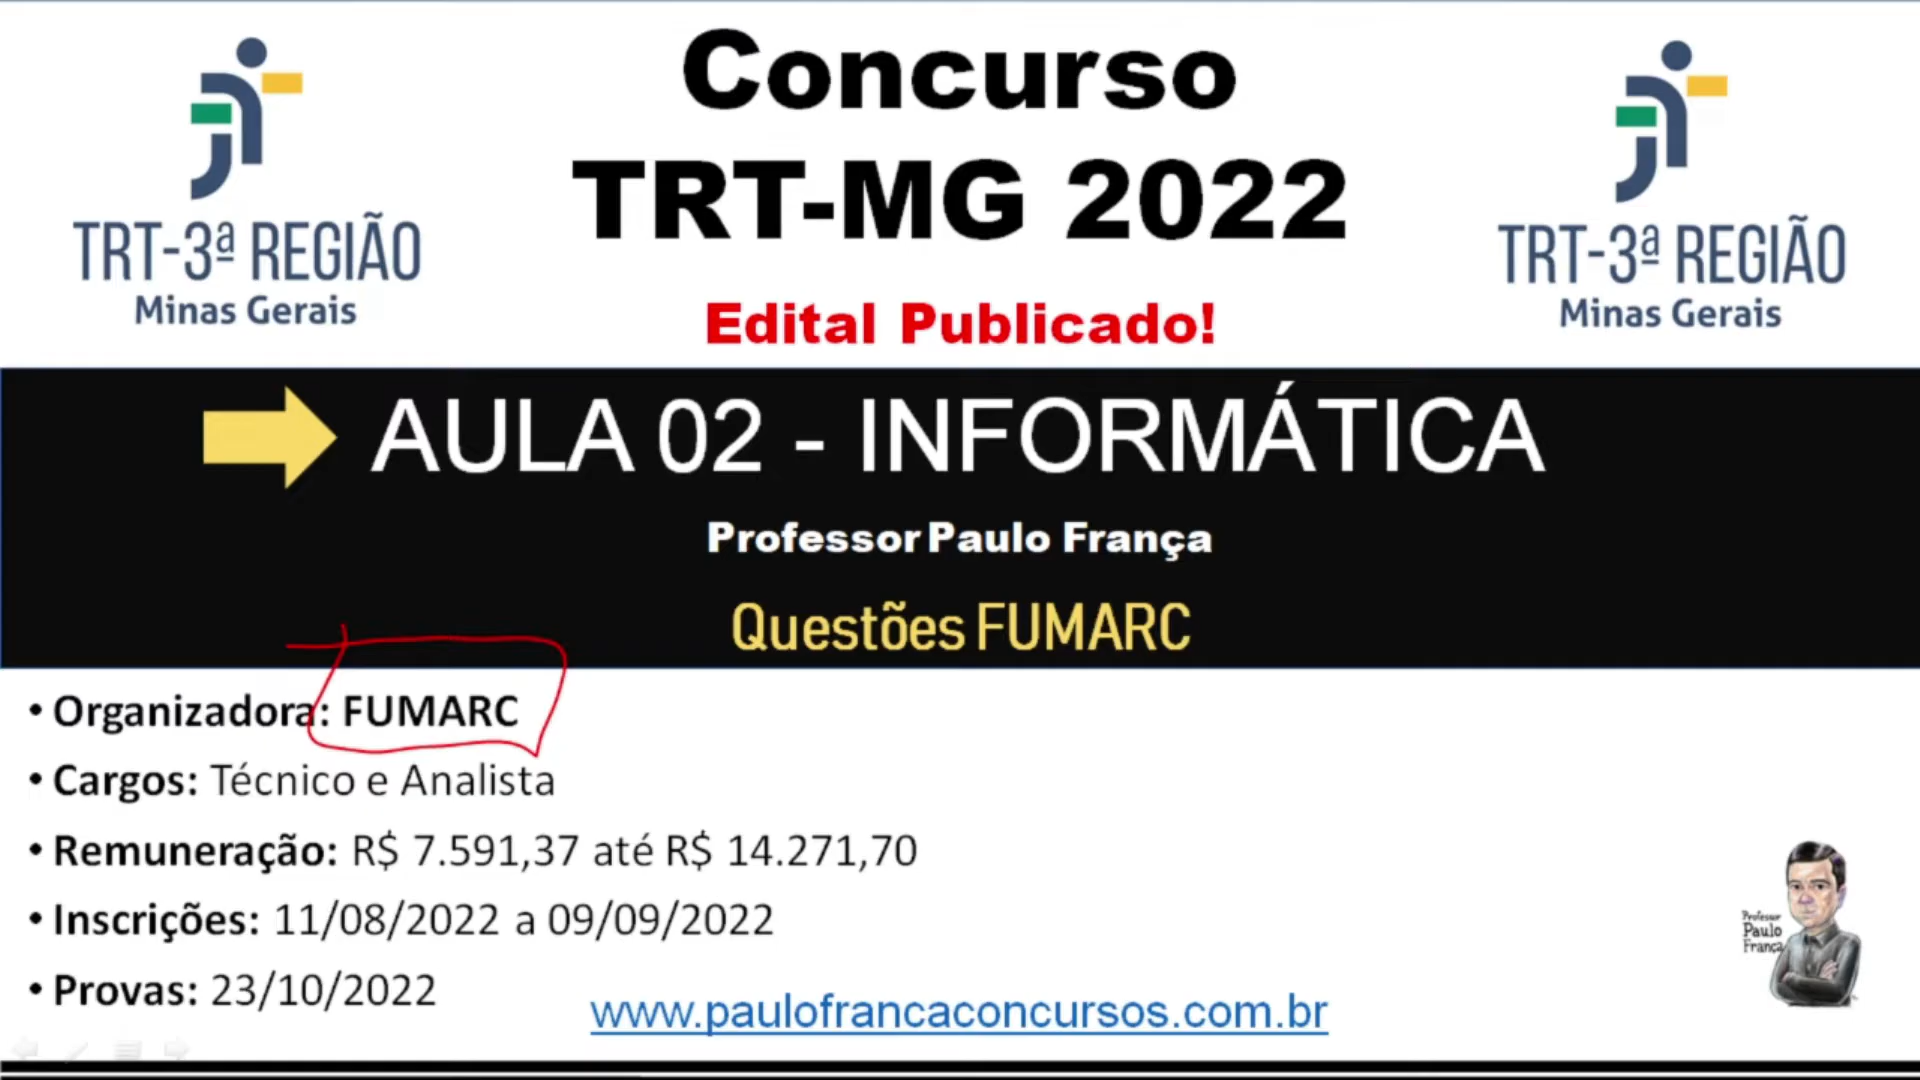 Concurso
TRT-MG 2022
Edital Publicado!
TRT-3ª REGIÃO
Minas Gerais
TRT-3ª REGIÃO
Minas Gerais
AULA 02 - INFORMÁTICA
Professor Paulo França
Questões FUMARC
• Organizadora: FUMARC
• Cargos: Técnico e Analista
• Remuneração: R$ 7.591,37 até R$ 14.271,70
• Inscrições: 11/08/2022 a 09/09/2022
• Provas: 23/10/2022
www.paulofrancaconcursos.com.br
Professor
Paulo
França